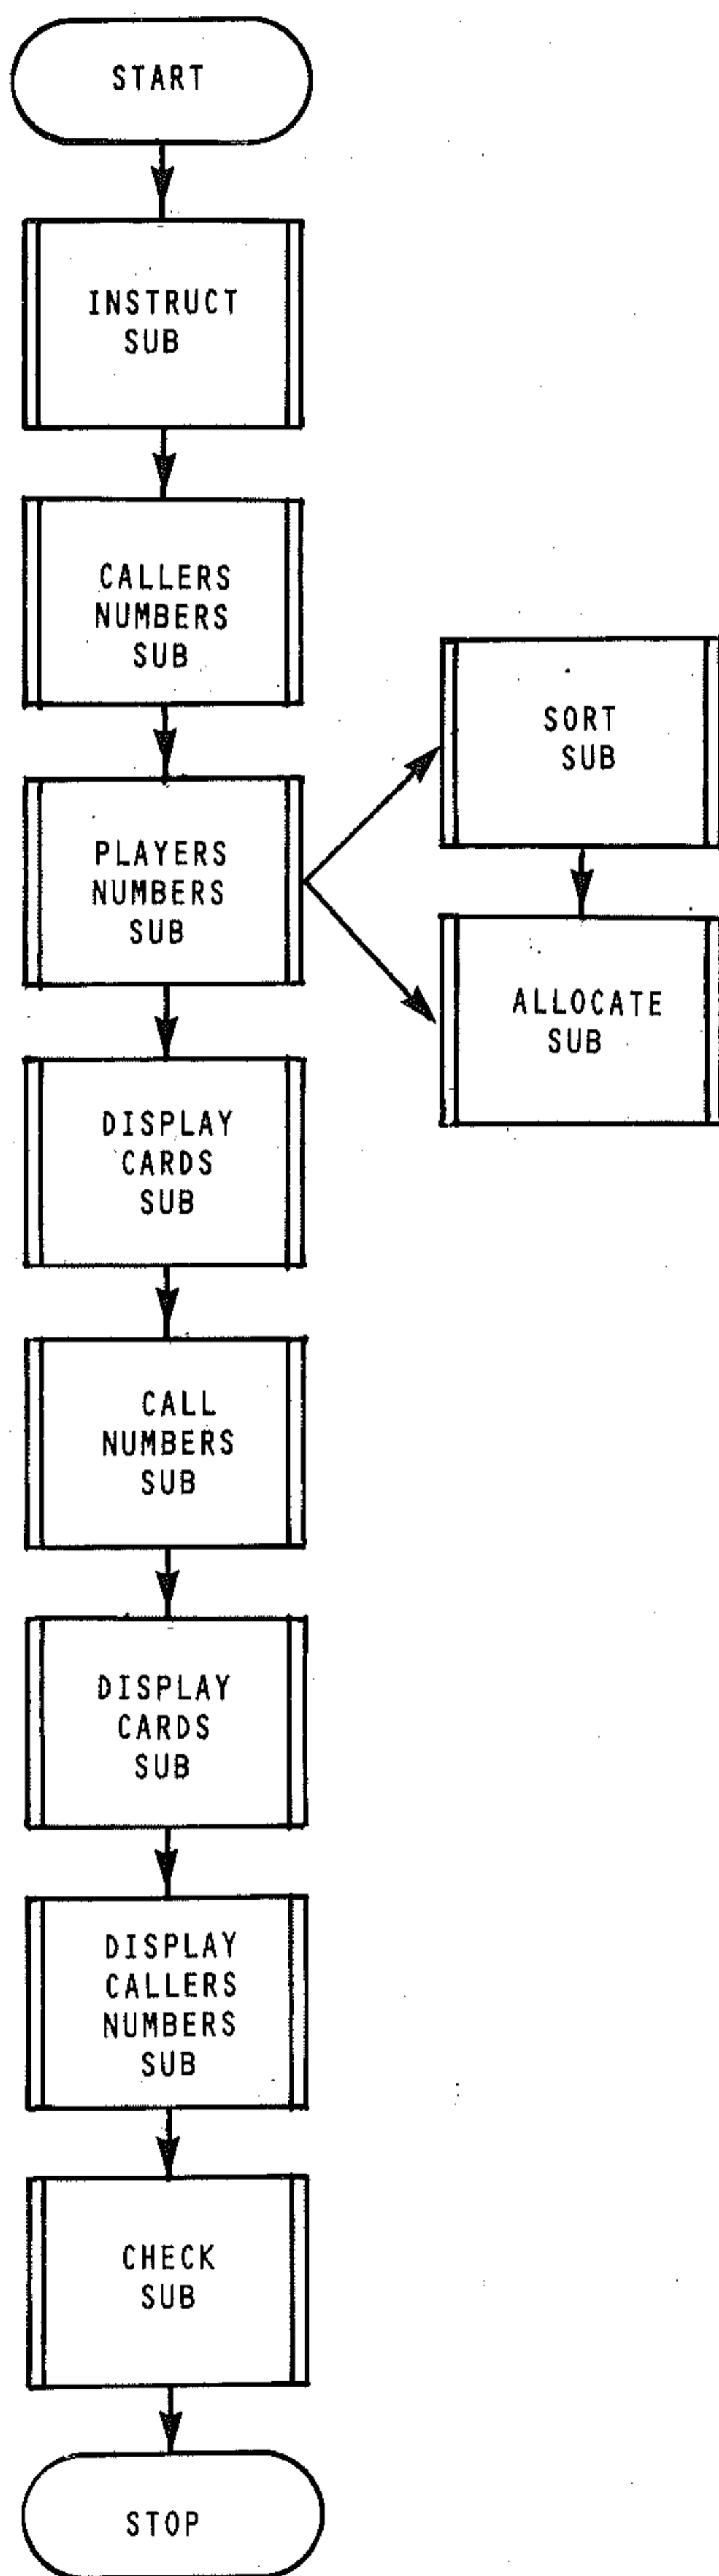 START
INSTRUCT
SUB
CALLERS
NUMBERS
SUB
PLAYERS
NUMBERS
SUB
SORT
SUB
ALLOCATE
SUB
DISPLAY
CARDS
SUB
CALL
NUMBERS
SUB
DISPLAY
CARDS
SUB
DISPLAY
CALLERS
NUMBERS
SUB
CHECK
SUB
STOP